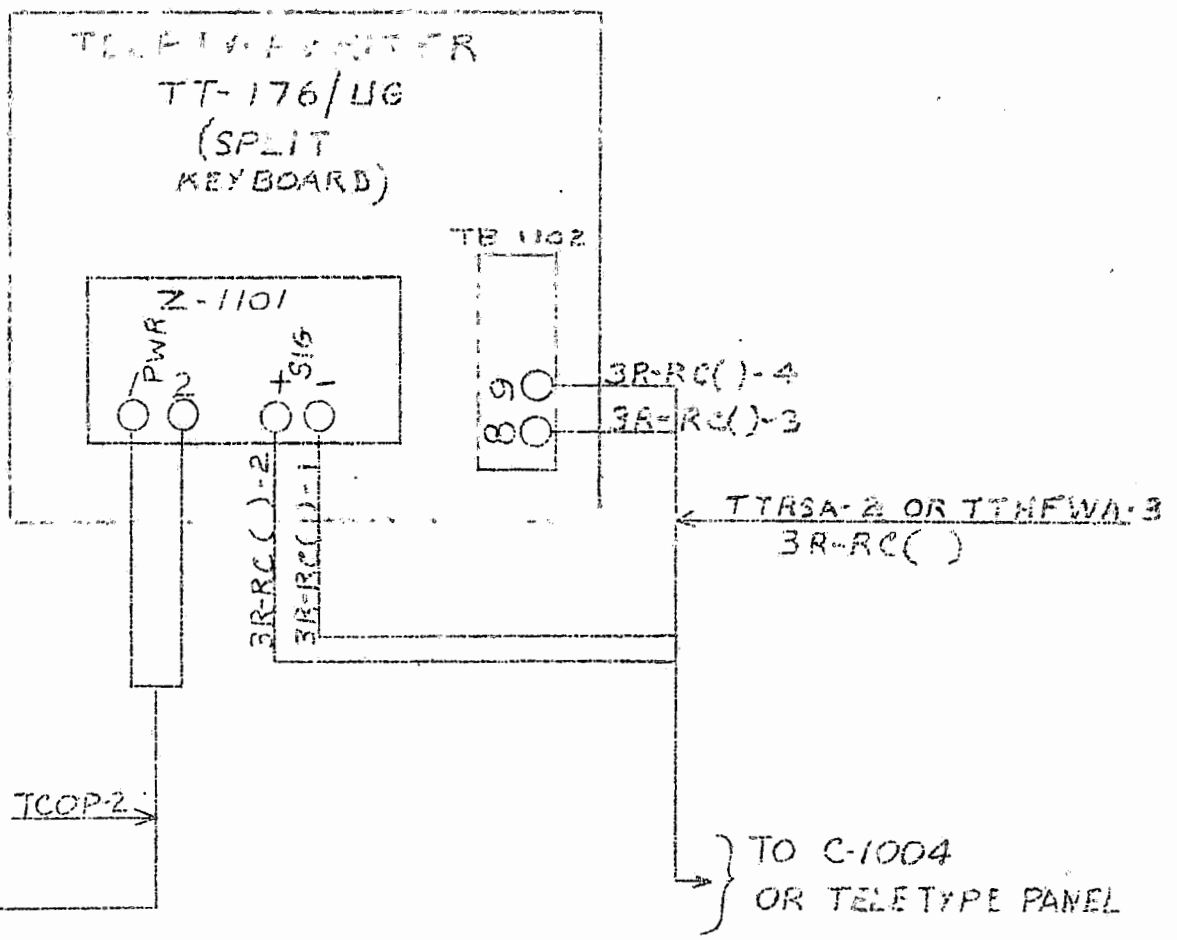 TT-176/UG
(SPLIT
KEYBOARD)
TB 1102
Z-1101
PWR
1 2
+
SIG
1
9
8
3R-RC( )-4
3R-RC( )-3
3R-RC( )-2
3R-RC( )-1
TTRSA-2 OR TTHFWA-3
3R-RC( )
TCOP-2
TO C-1004
OR TELETYPE PANEL